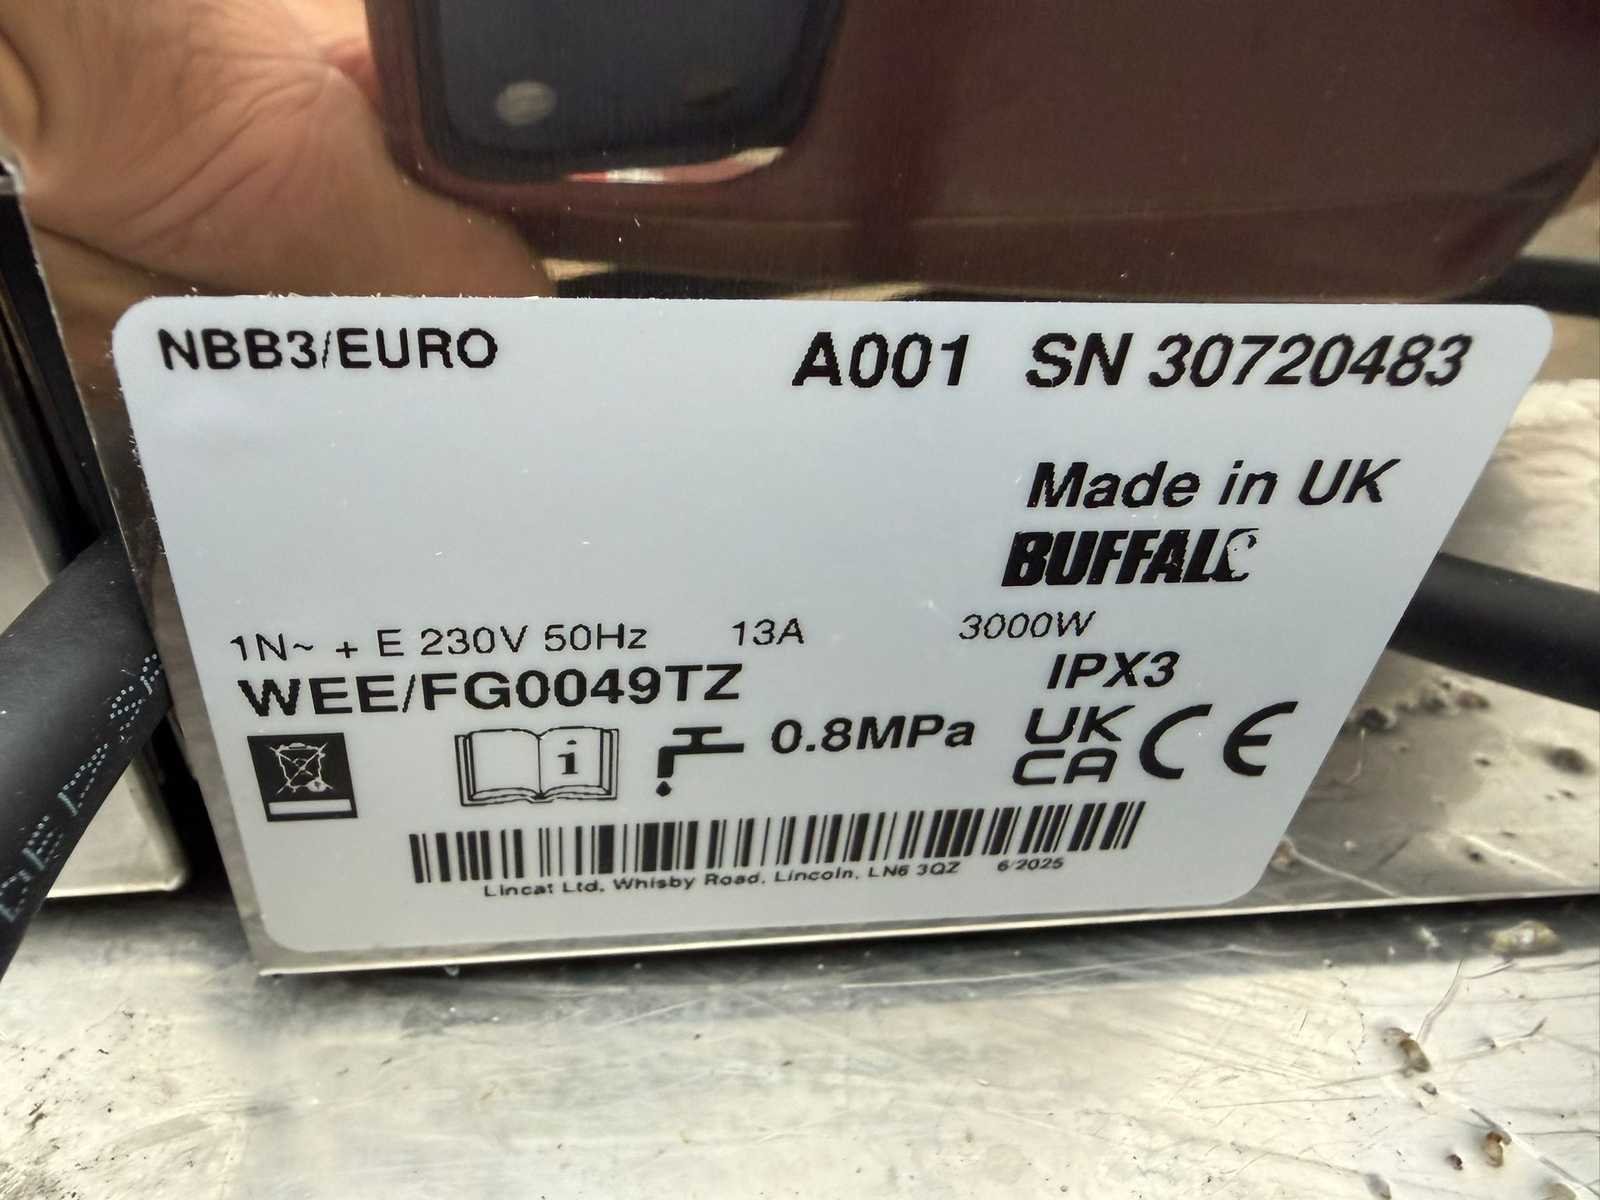 NBB3/EURO
A001 SN 30720483
Made in UK
BUFFALO
1N~ + E 230V 50Hz 13A 3000W
WEE/FG0049TZ
IPX3
i
0.8MPa
UK
CA
CE
Lincat Ltd, Whisby Road, Lincoln, LN6 3QZ 6/2025